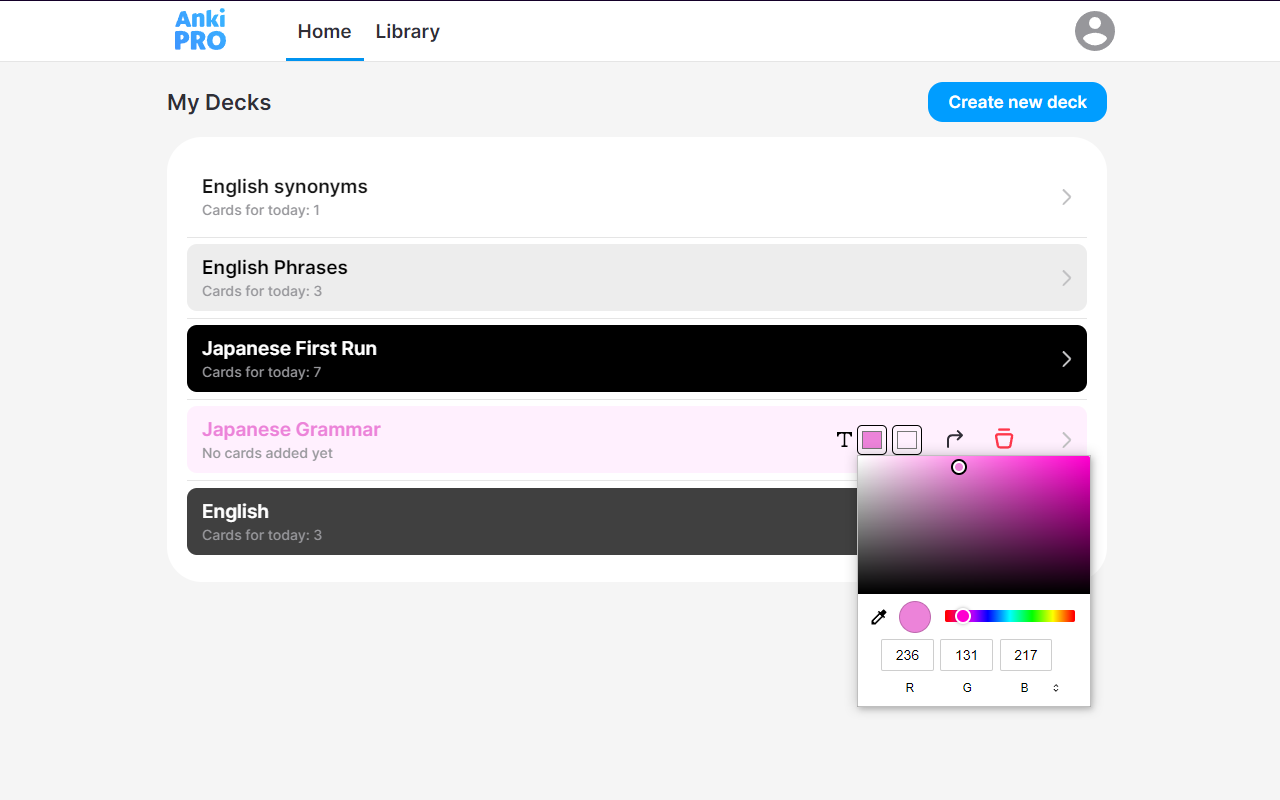 Anki
PRO
Home
Library
My Decks
Create new deck
English synonyms
Cards for today: 1
English Phrases
Cards for today: 3
Japanese First Run
Cards for today: 7
Japanese Grammar
No cards added yet
T
English
Cards for today: 3
236 131 217
R G B